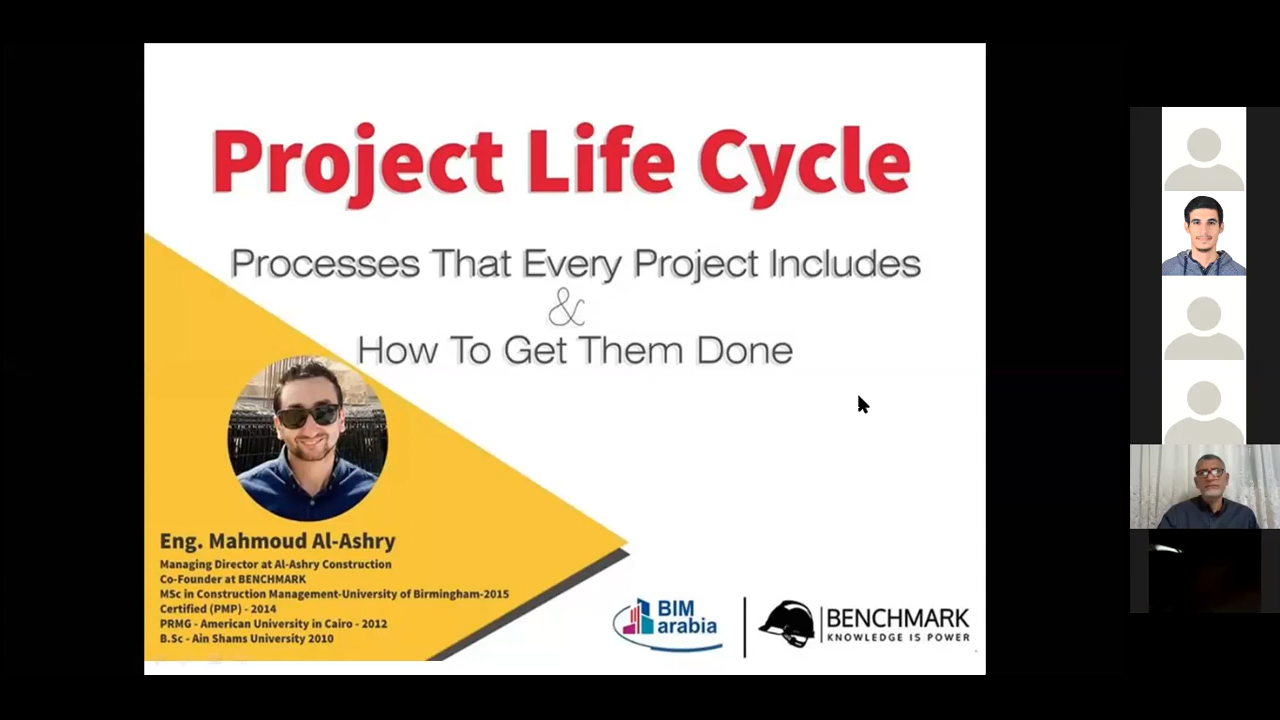 Project Life Cycle
Processes That Every Project Includes
&
How To Get Them Done
Eng. Mahmoud Al-Ashry
Managing Director at Al-Ashry Construction
Co-Founder at BENCHMARK
MSc in Construction Management-University of Birmingham-2015
Certified (PMP) - 2014
PRMG - American University in Cairo - 2012
B.Sc - Ain Shams University 2010
BIM
arabia
BENCHMARK
KNOWLEDGE IS POWER